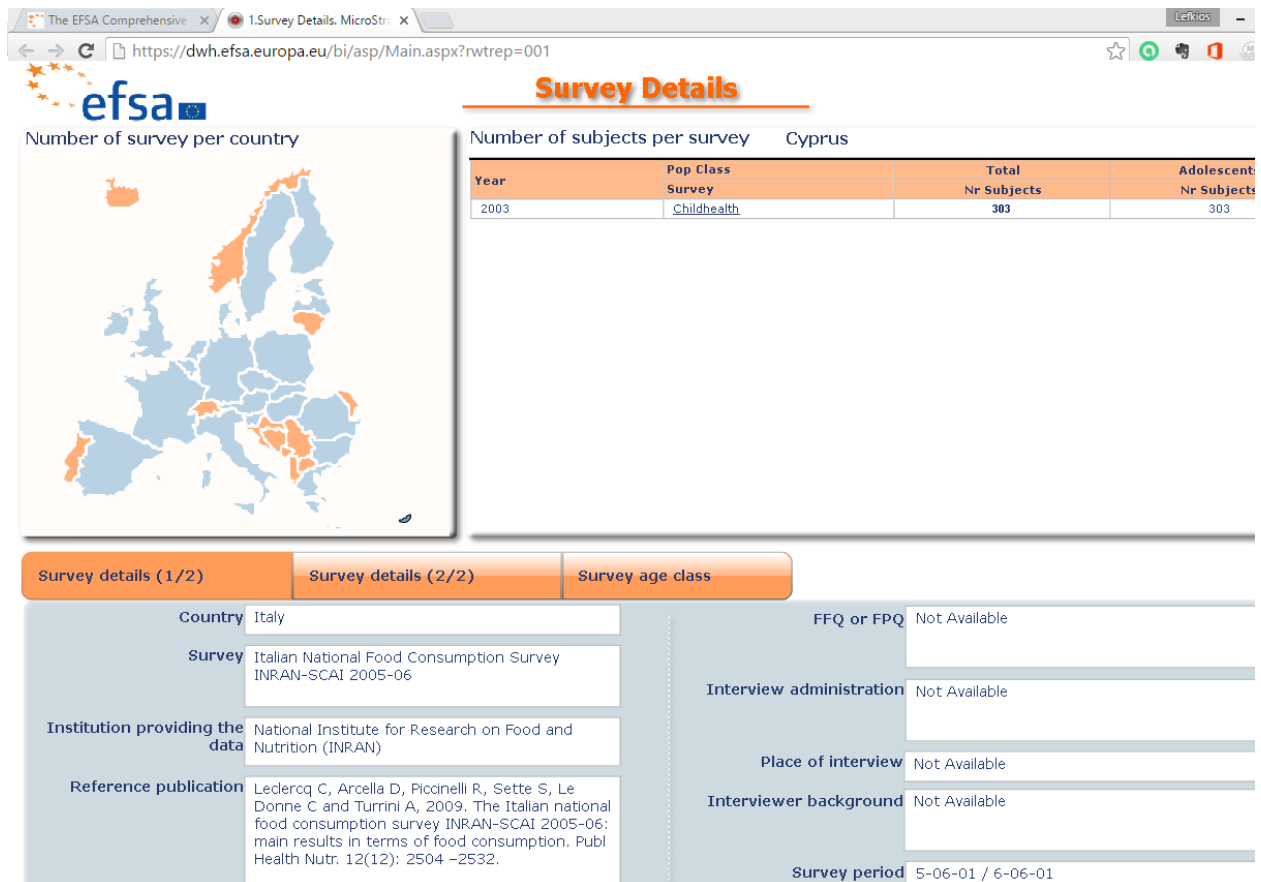 The EFSA Comprehensive
1.Survey Details. MicroStr
Lefkios
https://dwh.efsa.europa.eu/bi/asp/Main.aspx?rwtrep=001
efsa
Survey Details
Number of survey per country
Number of subjects per survey Cyprus
Year Pop Class Total Adolescents
Survey Nr Subjects Nr Subjects
2003 Childhealth 303 303
Survey details (1/2) Survey details (2/2) Survey age class
Country Italy
Survey Italian National Food Consumption Survey
INRAN-SCAI 2005-06
Institution providing the data National Institute for Research on Food and
Nutrition (INRAN)
Reference publication Leclercq C, Arcella D, Piccinelli R, Sette S, Le
Donne C and Turrini A, 2009. The Italian national
food consumption survey INRAN-SCAI 2005-06:
main results in terms of food consumption. Publ
Health Nutr. 12(12): 2504 –2532.
FFQ or FPQ Not Available
Interview administration Not Available
Place of interview Not Available
Interviewer background Not Available
Survey period 5-06-01 / 6-06-01